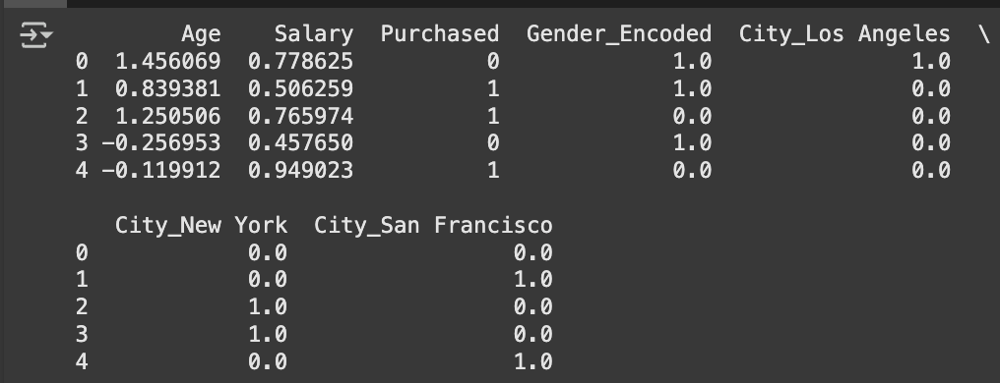 Age Salary Purchased Gender_Encoded City_Los Angeles \
0 1.456069 0.778625 0 1.0 1.0
1 0.839381 0.506259 1 1.0 0.0
2 1.250506 0.765974 1 0.0 0.0
3 -0.256953 0.457650 0 1.0 0.0
4 -0.119912 0.949023 1 0.0 0.0
City_New York City_San Francisco
0 0.0 0.0
1 0.0 1.0
2 1.0 0.0
3 1.0 0.0
4 0.0 1.0